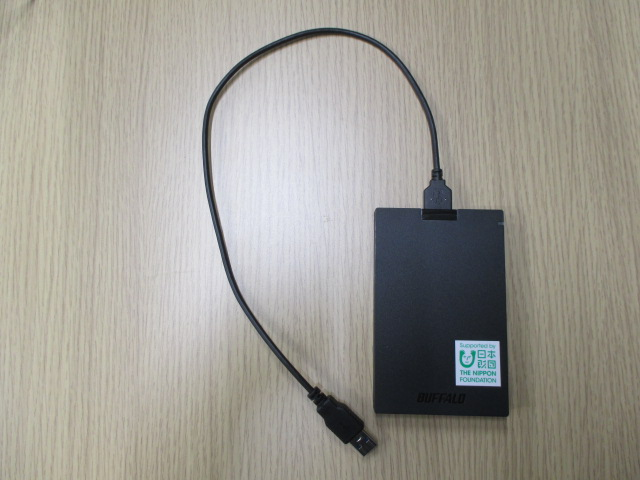 Supported by
日本
財団
THE NIPPON
FOUNDATION
BUFFALO